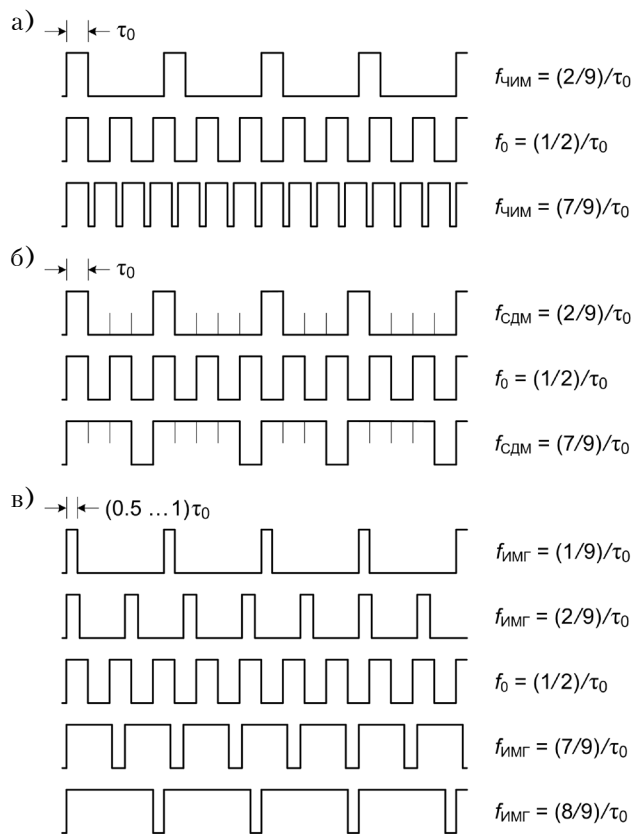 а)
τ₀
fЧИМ = (2/9)/τ₀
f₀ = (1/2)/τ₀
fЧИМ = (7/9)/τ₀
б)
τ₀
fСДМ = (2/9)/τ₀
f₀ = (1/2)/τ₀
fСДМ = (7/9)/τ₀
в)
(0.5 ...1)τ₀
fИМГ = (1/9)/τ₀
fИМГ = (2/9)/τ₀
f₀ = (1/2)/τ₀
fИМГ = (7/9)/τ₀
fИМГ = (8/9)/τ₀